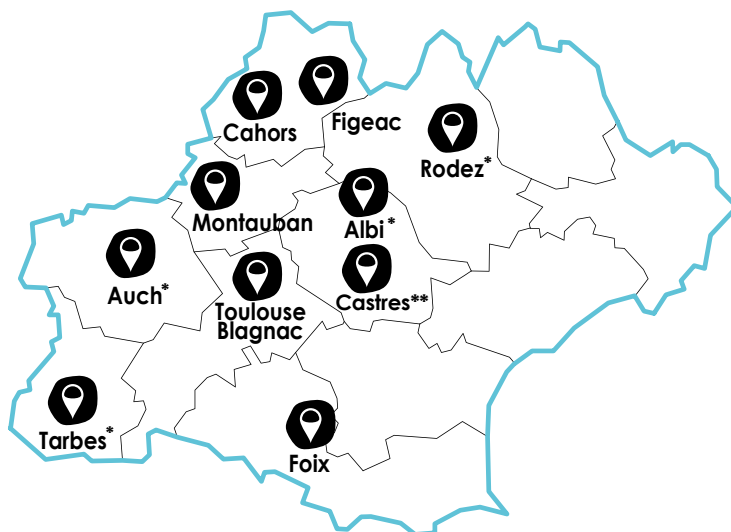 Cahors
Figeac
Rodez*
Montauban
Albi*
Auch*
Toulouse
Blagnac
Castres**
Tarbes*
Foix